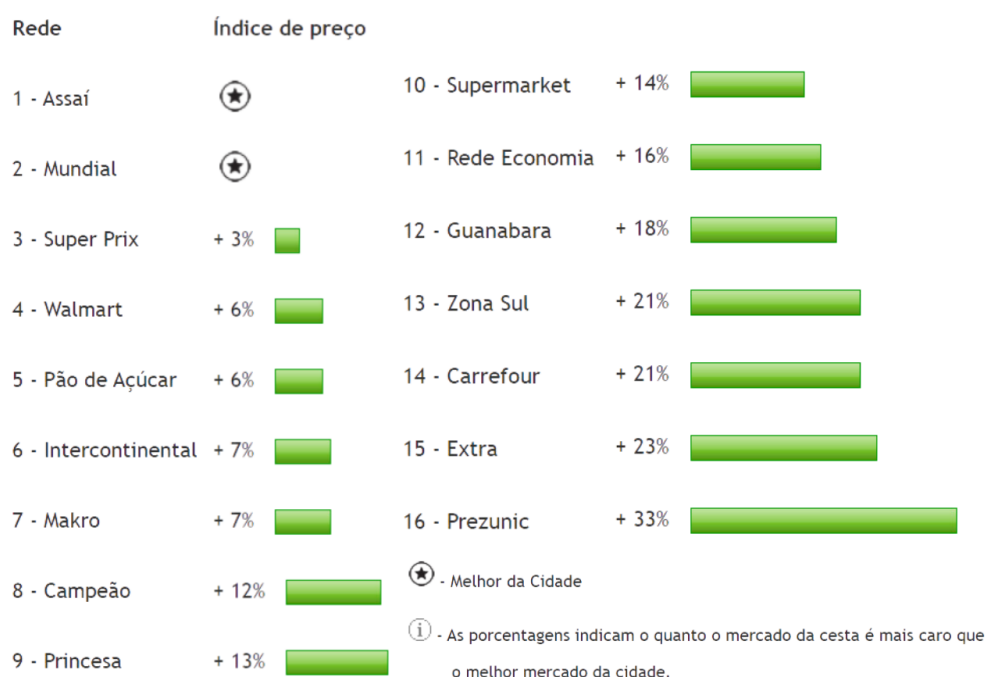 Rede Índice de preço
1 - Assaí
2 - Mundial
3 - Super Prix + 3%
4 - Walmart + 6%
5 - Pão de Açúcar + 6%
6 - Intercontinental + 7%
7 - Makro + 7%
8 - Campeão + 12%
9 - Princesa + 13%
10 - Supermarket + 14%
11 - Rede Economia + 16%
12 - Guanabara + 18%
13 - Zona Sul + 21%
14 - Carrefour + 21%
15 - Extra + 23%
16 - Prezunic + 33%
- Melhor da Cidade
i - As porcentagens indicam o quanto o mercado da cesta é mais caro que
o melhor mercado da cidade.